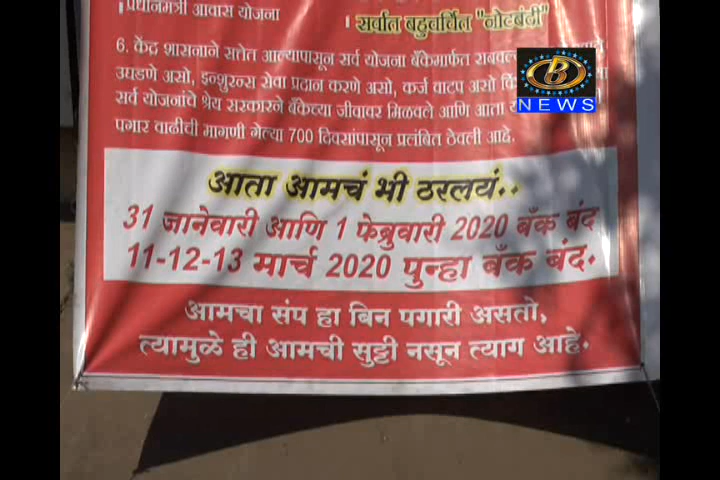 प्रधानमंत्री आवास योजना
सर्वात बहुचर्चित "नोटबंदी"
6. केंद्र शासनाने सत्तेत आल्यापासून सर्व योजना बँकेमार्फत
उघडणे असो, इन्शुरन्स सेवा प्रदान करणे असो, कर्ज वाटप असो
सर्व योजनांचे श्रेय सरकारने बँकेच्या जीवावर मिळवले आणि आता
पगार वाढीची मागणी गेल्या 700 दिवसांपासून प्रलंबित ठेवली आहे.
B
NEWS
आता आमचं भी ठरलयं..
31 जानेवारी आणि 1 फेब्रुवारी 2020 बँक बंद
11-12-13 मार्च 2020 पुन्हा बँक बंद.
आमचा संप हा बिन पगारी असतो,
त्यामुळे ही आमची सुट्टी नसून त्याग आहे.